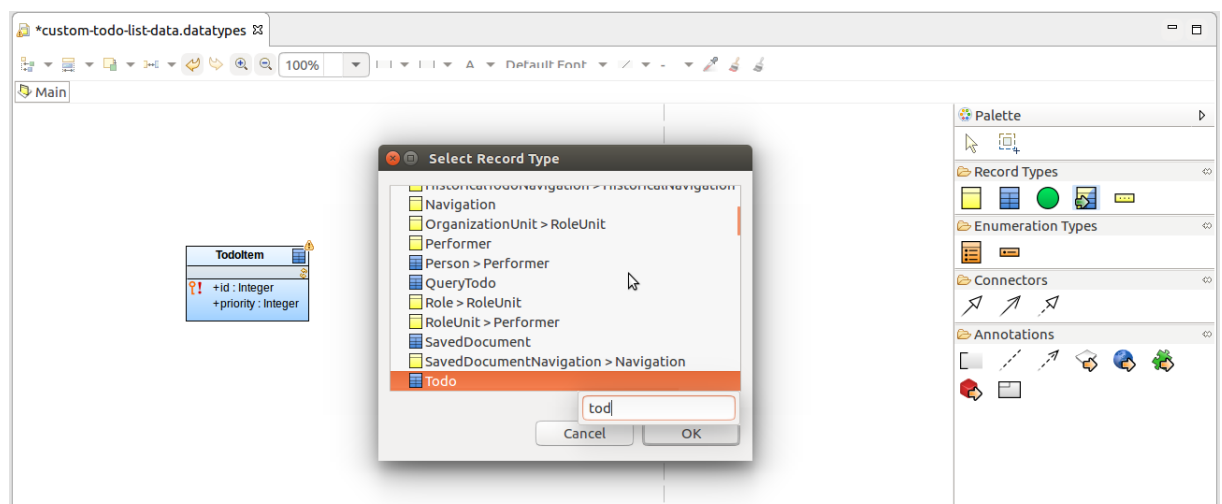 *custom-todo-list-data.datatypes
100%
A
Default Font
Main
Palette
Select Record Type
HistoricalTodoNavigation > HistoricalNavigation
Navigation
OrganizationUnit > RoleUnit
Performer
Person > Performer
QueryTodo
Role > RoleUnit
RoleUnit > Performer
SavedDocument
SavedDocumentNavigation > Navigation
Todo
tod
Cancel
OK
TodoItem
+id : Integer
+priority : Integer
Record Types
Enumeration Types
Connectors
Annotations